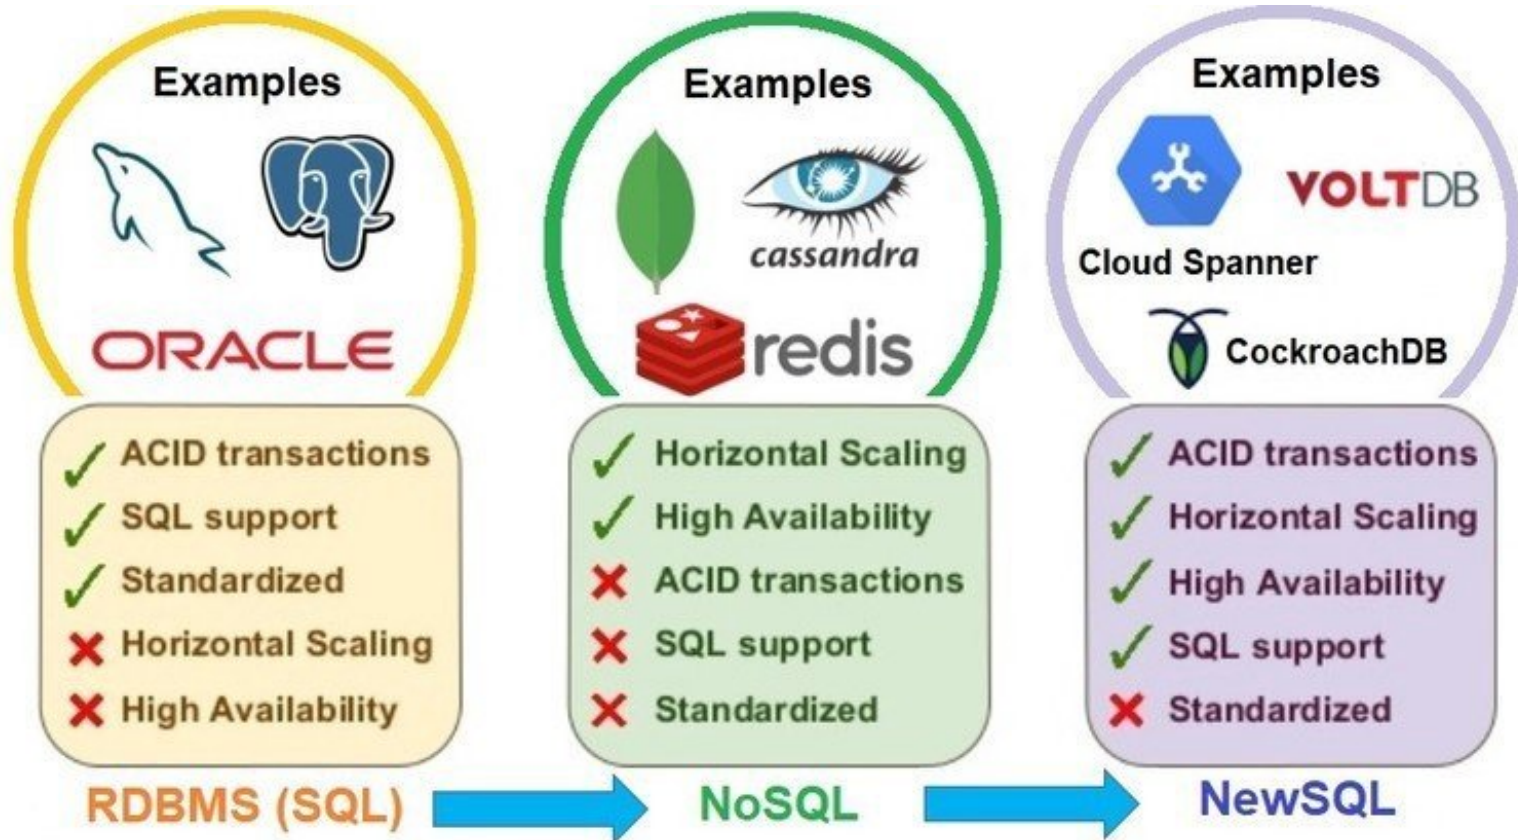 Examples
ORACLE
ACID transactions
SQL support
Standardized
Horizontal Scaling
High Availability
RDBMS (SQL)
Examples
cassandra
redis
Horizontal Scaling
High Availability
ACID transactions
SQL support
Standardized
NoSQL
Examples
VOLTDB
Cloud Spanner
CockroachDB
ACID transactions
Horizontal Scaling
High Availability
SQL support
Standardized
NewSQL